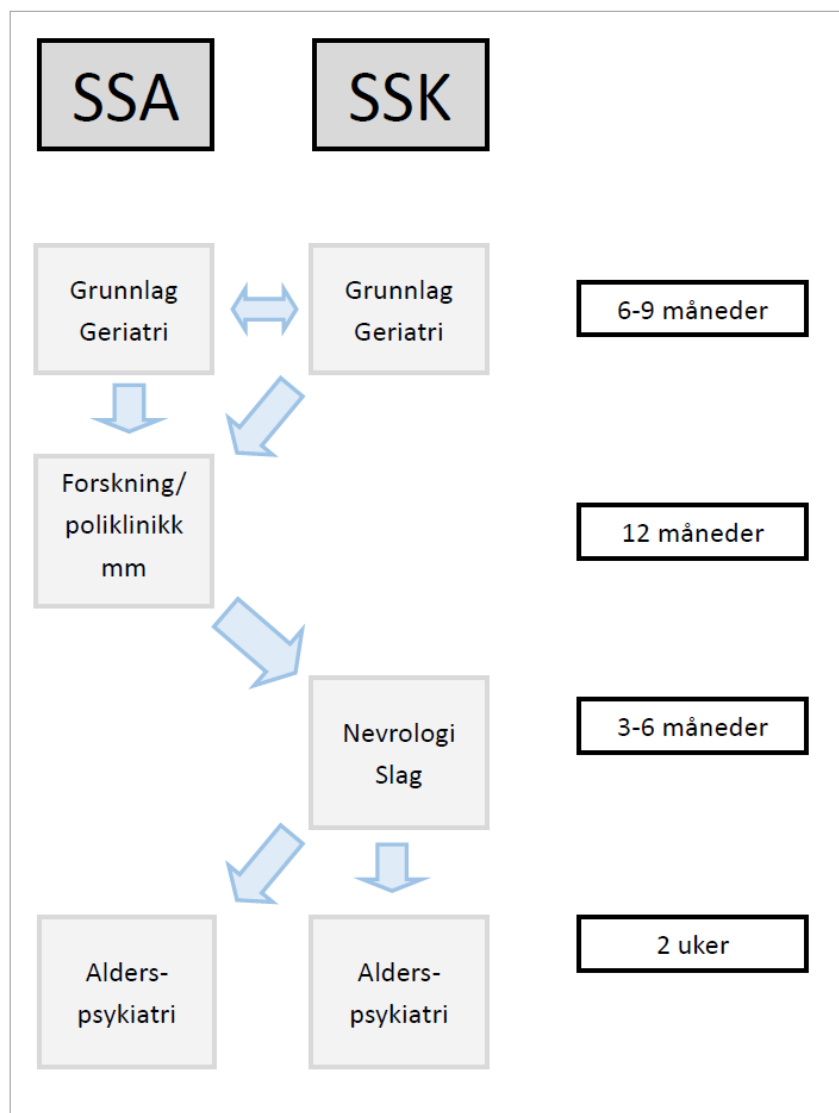 SSA
SSK
Grunnlag
Geriatri
Grunnlag
Geriatri
6-9 måneder
Forskning/
poliklinikk
mm
12 måneder
Nevrologi
Slag
3-6 måneder
Alders-
psykiatri
Alders-
psykiatri
2 uker